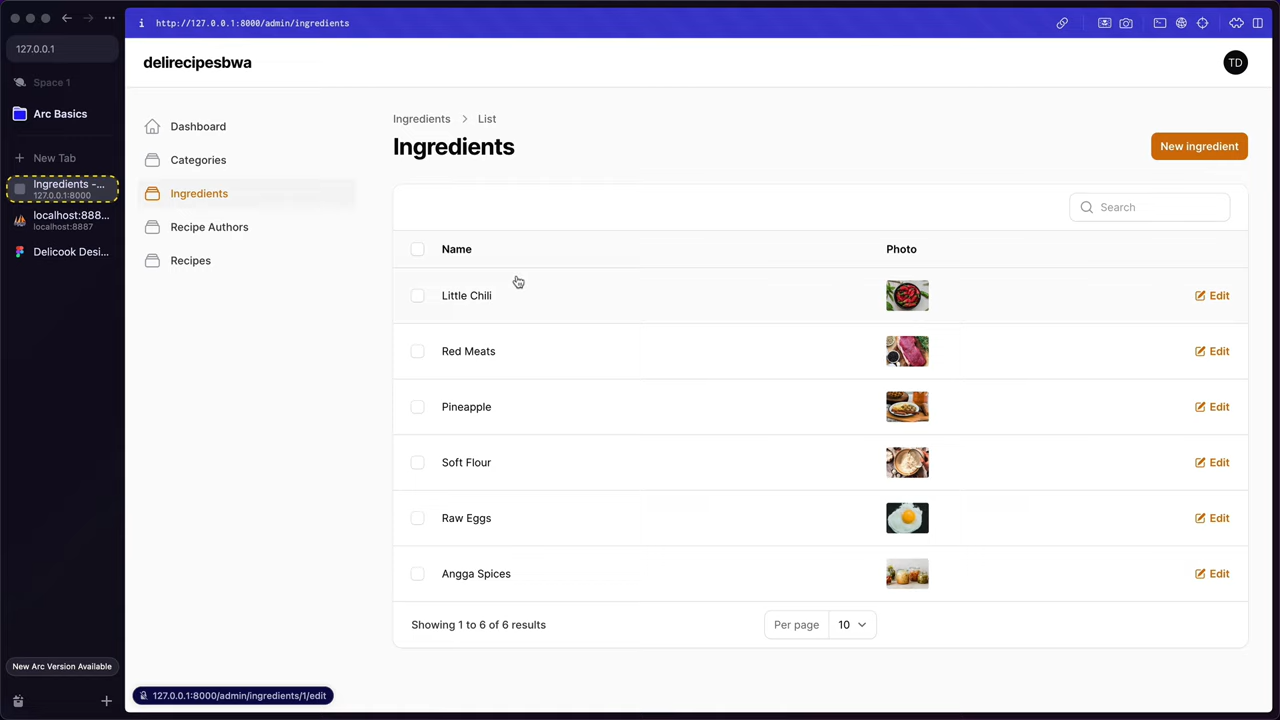 127.0.0.1
Space 1
Arc Basics
New Tab
Ingredients -...
127.0.0.1:8000
localhost:888...
localhost:8887
Delicook Desi...
New Arc Version Available
http://127.0.0.1:8000/admin/ingredients
delirecipesbwa
TD
Dashboard
Categories
Ingredients
Recipe Authors
Recipes
Ingredients > List
Ingredients
New ingredient
Search
Name Photo
Little Chili Edit
Red Meats Edit
Pineapple Edit
Soft Flour Edit
Raw Eggs Edit
Angga Spices Edit
Showing 1 to 6 of 6 results
Per page 10
127.0.0.1:8000/admin/ingredients/1/edit